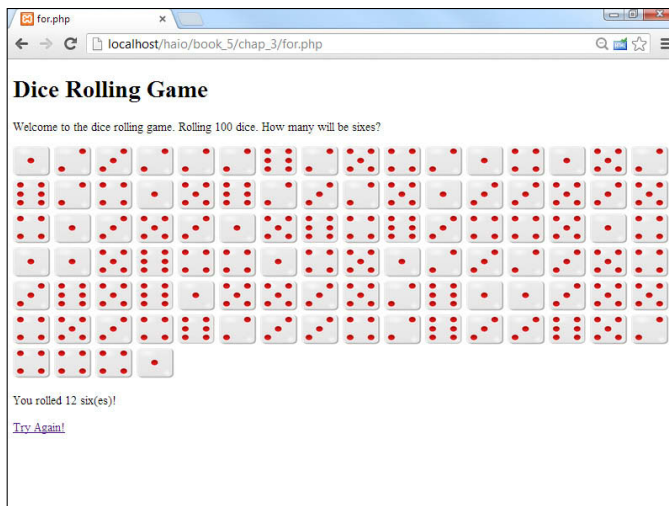 for.php
localhost/haio/book_5/chap_3/for.php
Dice Rolling Game
Welcome to the dice rolling game. Rolling 100 dice. How many will be sixes?
You rolled 12 six(es)!
Try Again!